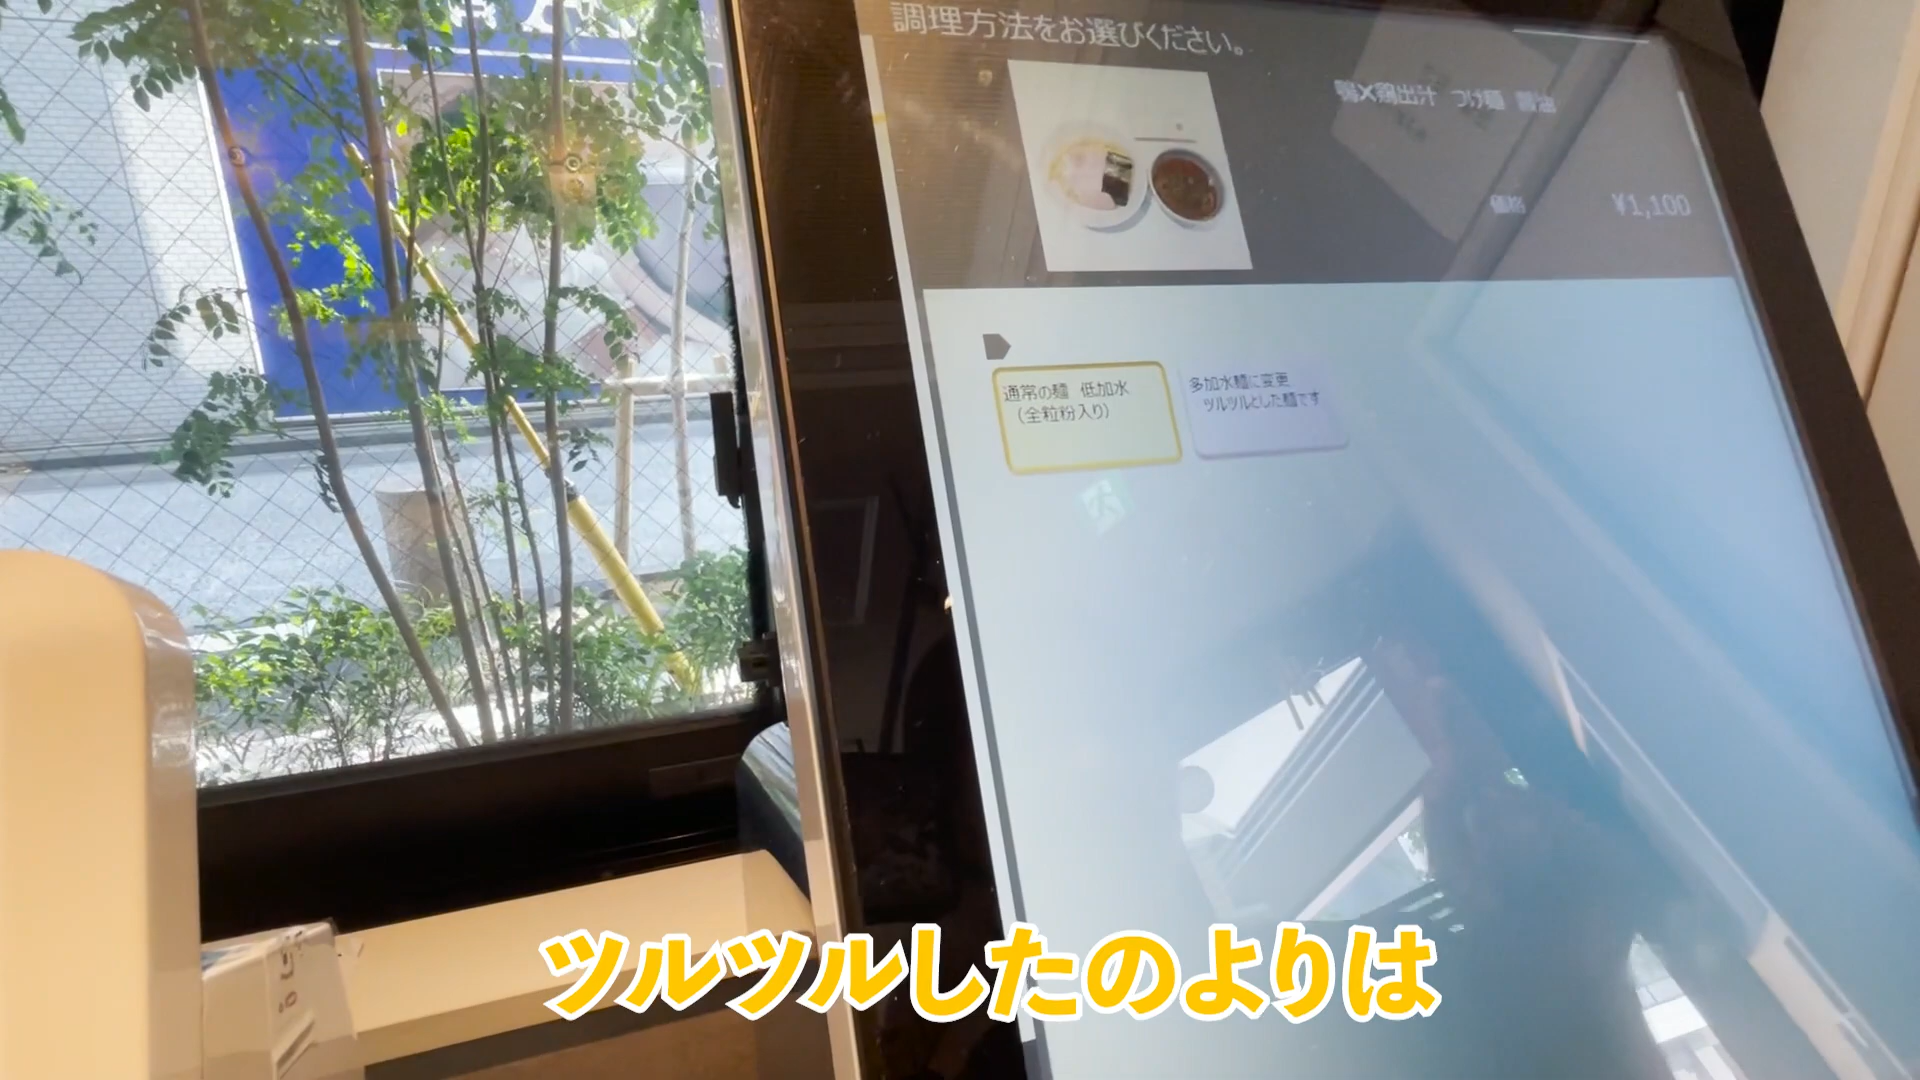 調理方法をお選びください。
鴨×鶏出汁 つけ麺 醤油
価格 ¥1,100
通常の麺 低加水
(全粒粉入り)
多加水麺に変更
ツルツルとした麺です
ツルツルしたのよりは